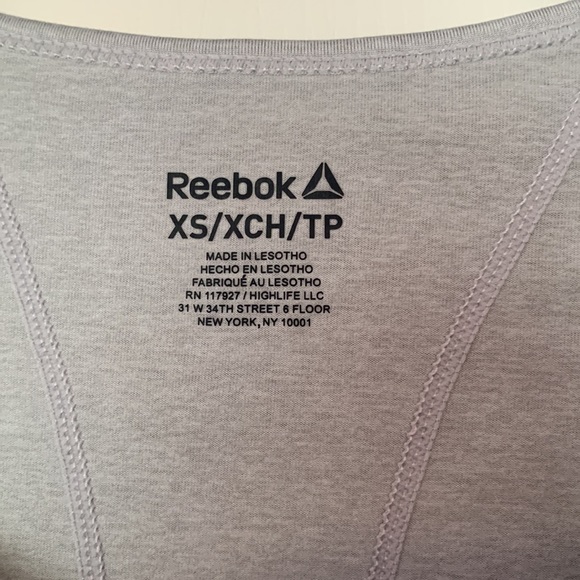 Reebok
XS/XCH/TP
MADE IN LESOTHO
HECHO EN LESOTHO
FABRIQUÉ AU LESOTHO
RN 117927 / HIGHLIFE LLC
31 W 34TH STREET 6 FLOOR
NEW YORK, NY 10001